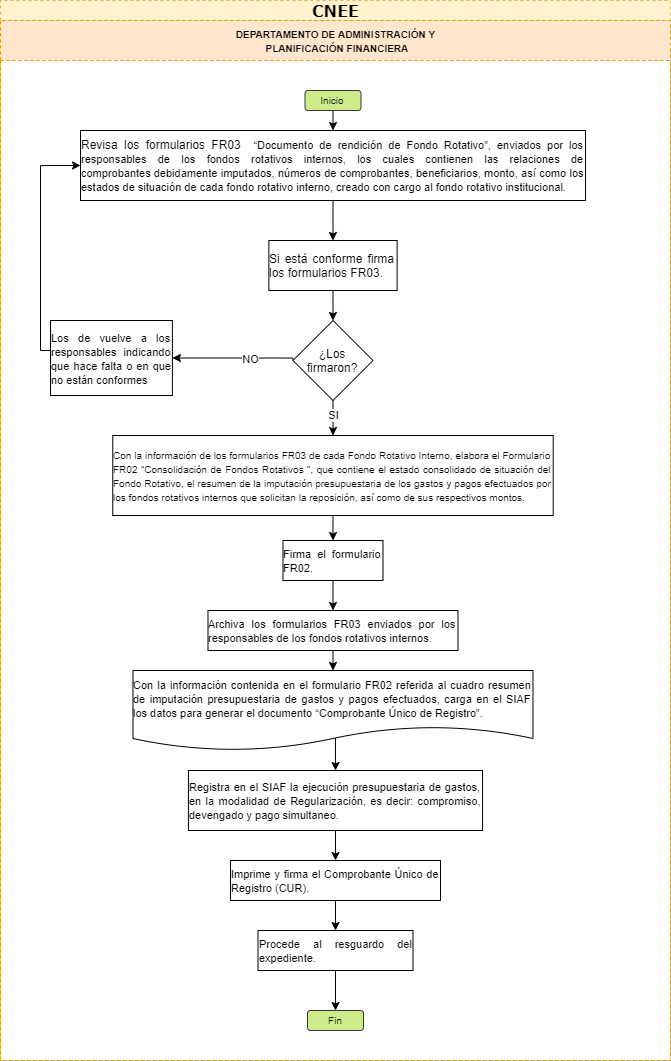 CNEE
DEPARTAMENTO DE ADMINISTRACIÓN Y
PLANIFICACIÓN FINANCIERA
Inicio
Revisa los formularios FR03 “Documento de rendición de Fondo Rotativo”, enviados por los
responsables de los fondos rotativos internos, los cuales contienen las relaciones de
comprobantes debidamente imputados, números de comprobantes, beneficiarios, monto, así como los
estados de situación de cada fondo rotativo interno, creado con cargo al fondo rotativo institucional.
Si está conforme firma
los formularios FR03.
¿Los
firmaron?
NO
Los de vuelve a los
responsables indicando
que hace falta o en que
no están conformes
SI
Con la información de los formularios FR03 de cada Fondo Rotativo Interno, elabora el Formulario
FR02 “Consolidación de Fondos Rotativos ”, que contiene el estado consolidado de situación del
Fondo Rotativo, el resumen de la imputación presupuestaria de los gastos y pagos efectuados por
los fondos rotativos internos que solicitan la reposición, así como de sus respectivos montos.
Firma el formulario
FR02.
Archiva los formularios FR03 enviados por los
responsables de los fondos rotativos internos.
Con la información contenida en el formulario FR02 referida al cuadro resumen
de imputación presupuestaria de gastos y pagos efectuados, carga en el SIAF
los datos para generar el documento “Comprobante Único de Registro”.
Registra en el SIAF la ejecución presupuestaria de gastos,
en la modalidad de Regularización, es decir: compromiso,
devengado y pago simultaneo.
Imprime y firma el Comprobante Único de
Registro (CUR).
Procede al resguardo del
expediente.
Fin